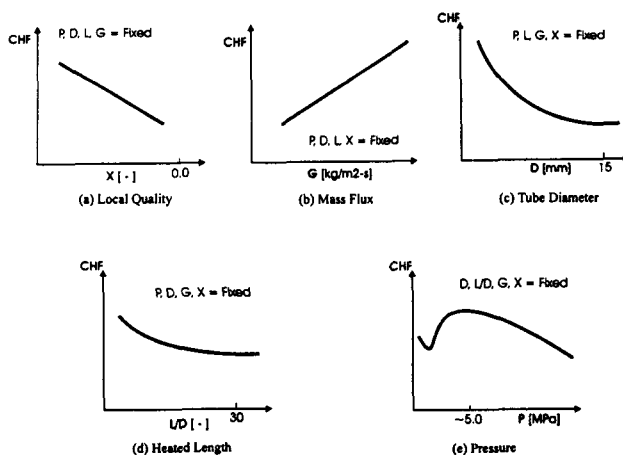 CHF
P, D, L, G = Fixed
X [ - ]
0.0
(a) Local Quality
CHF
P, D, L, X = Fixed
G [kg/m2-s]
(b) Mass Flux
CHF
P, L, G, X = Fixed
D [mm]
15
(c) Tube Diameter
CHF
P, D, G, X = Fixed
L/D [ - ]
30
(d) Heated Length
CHF
D, L/D, G, X = Fixed
~5.0
P [MPa]
(e) Pressure